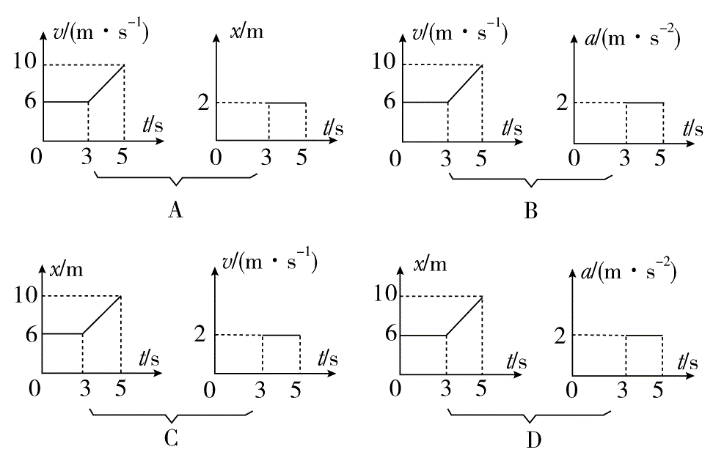 v/(m·s⁻¹) x/m v/(m·s⁻¹) a/(m·s⁻²)
10 10
6 2 6 2
t/s t/s t/s t/s
0 3 5 0 3 5 0 3 5 0 3 5
A B
x/m v/(m·s⁻¹) x/m a/(m·s⁻²)
10 10
6 2 6 2
t/s t/s t/s t/s
0 3 5 0 3 5 0 3 5 0 3 5
C D